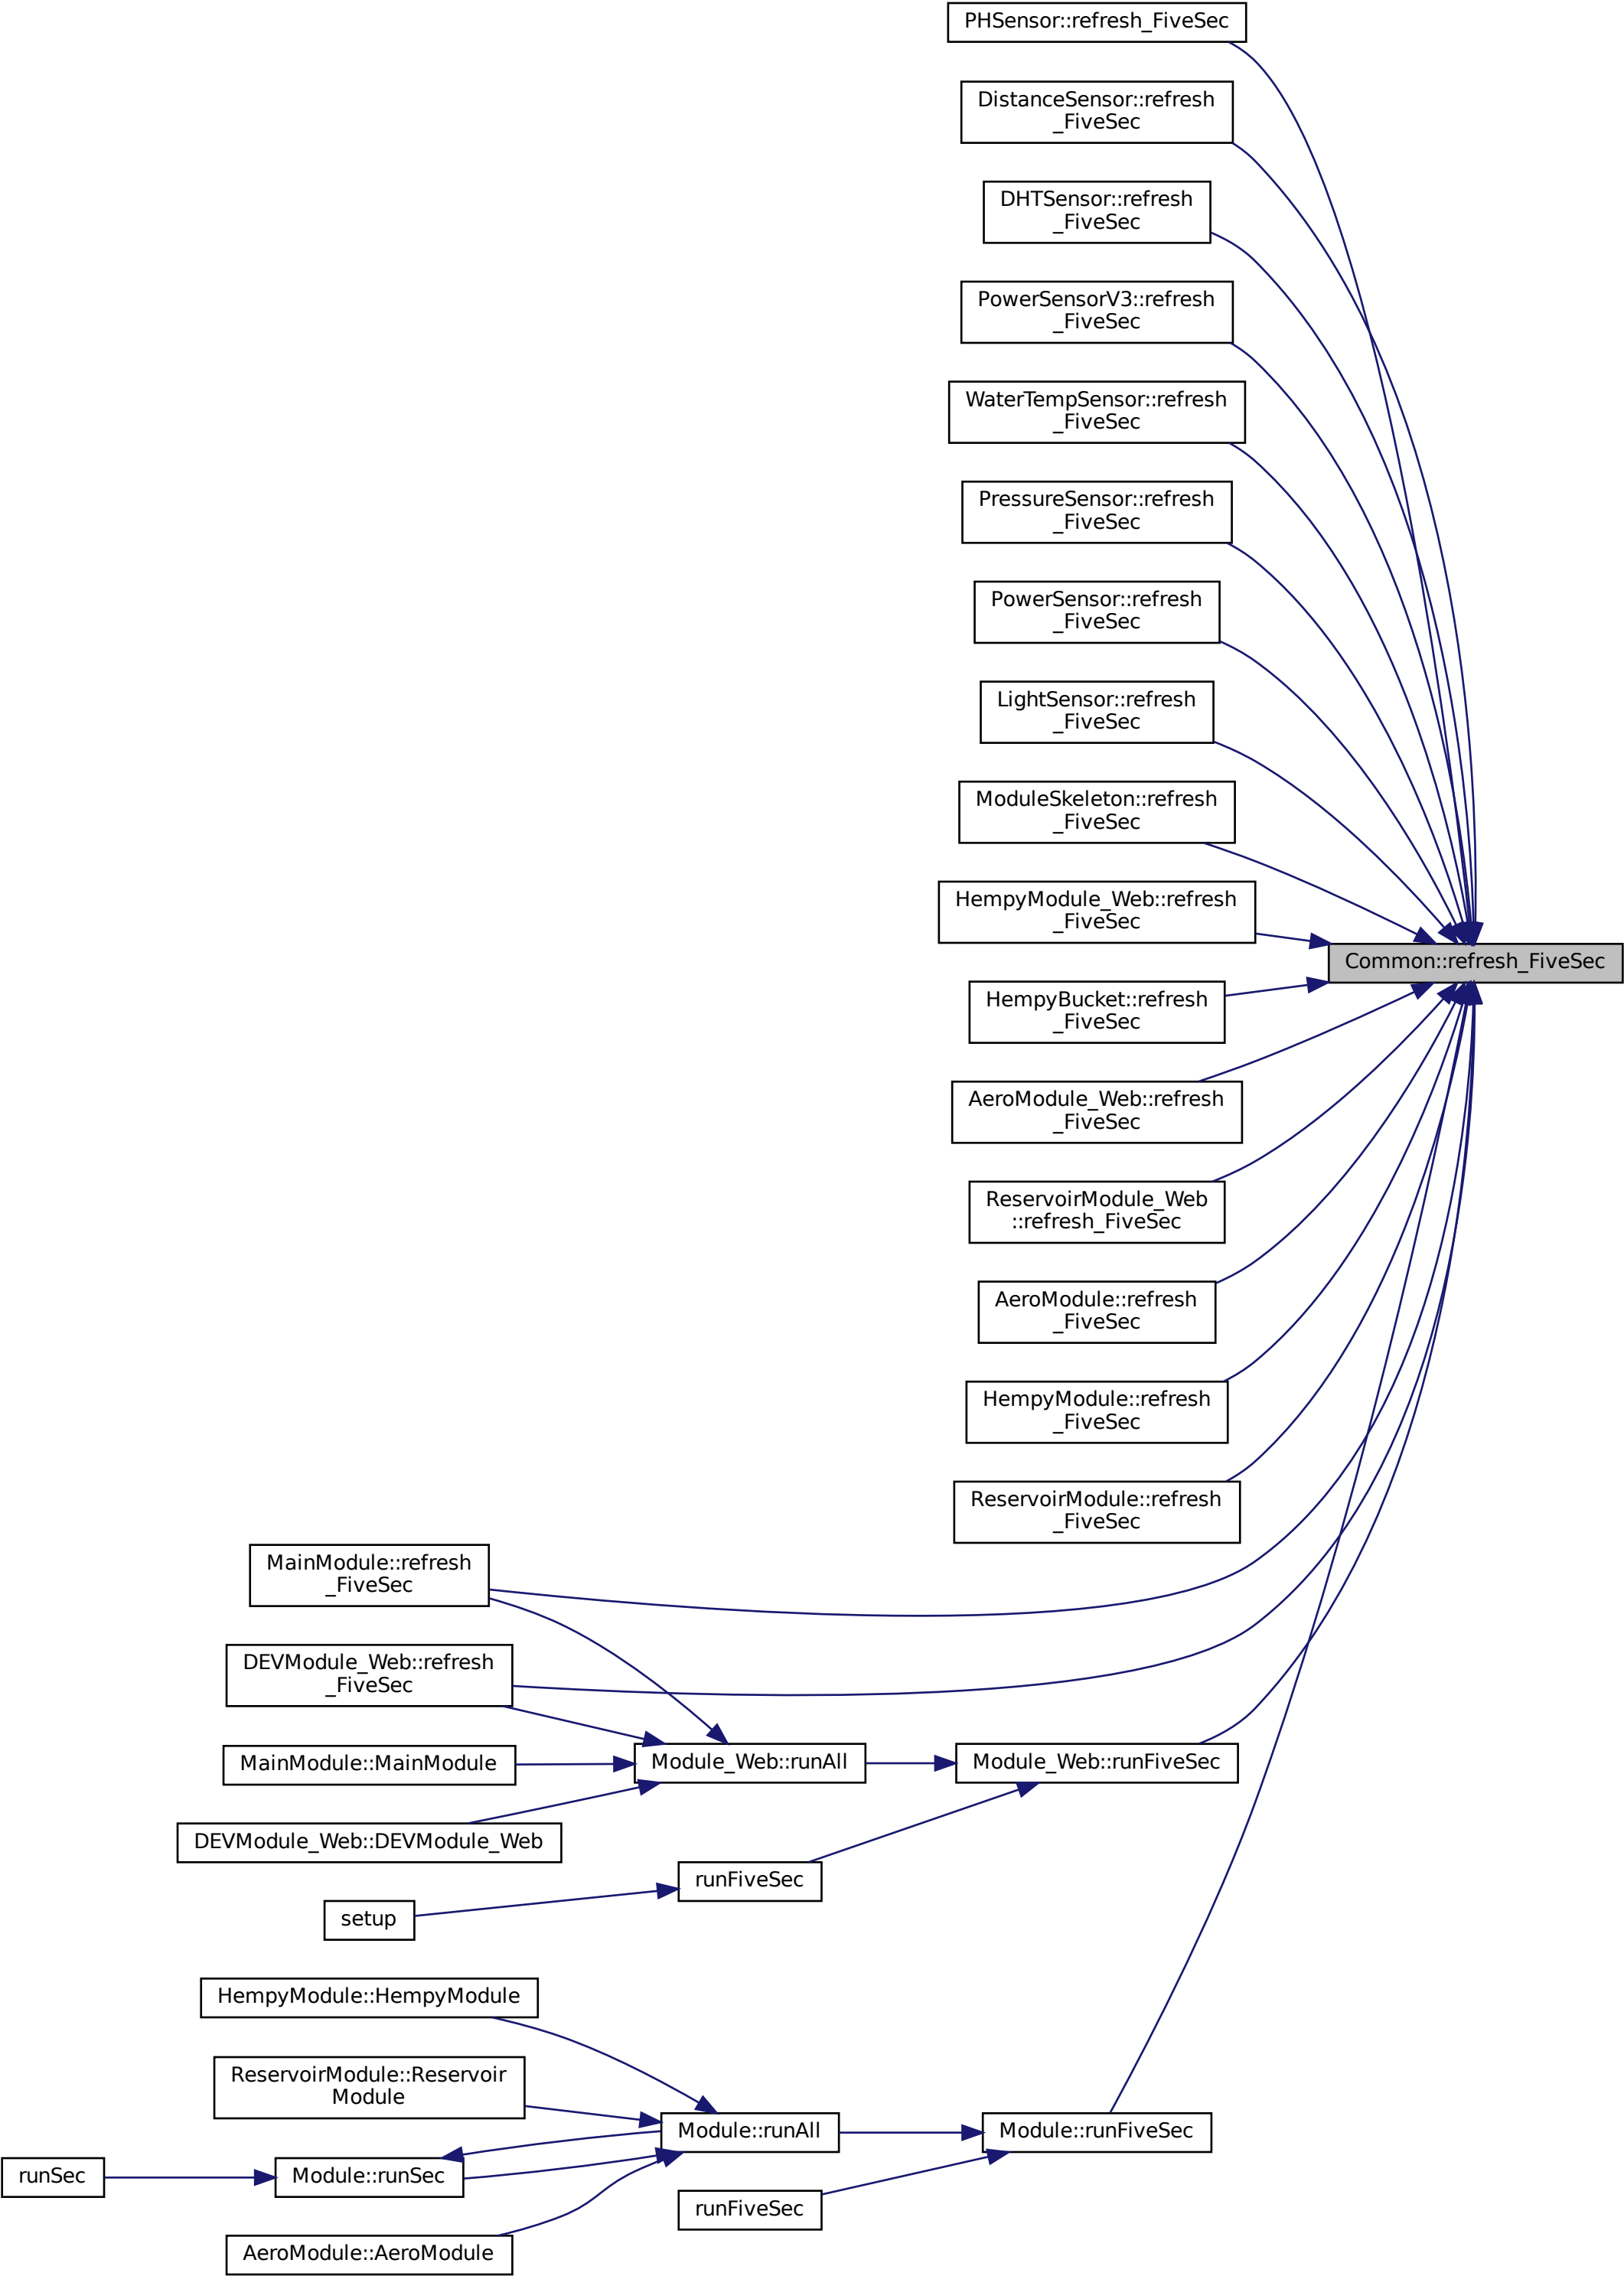 PHSensor::refresh_FiveSec
DistanceSensor::refresh
_FiveSec
DHTSensor::refresh
_FiveSec
PowerSensorV3::refresh
_FiveSec
WaterTempSensor::refresh
_FiveSec
PressureSensor::refresh
_FiveSec
PowerSensor::refresh
_FiveSec
LightSensor::refresh
_FiveSec
ModuleSkeleton::refresh
_FiveSec
HempyModule_Web::refresh
_FiveSec
Common::refresh_FiveSec
HempyBucket::refresh
_FiveSec
AeroModule_Web::refresh
_FiveSec
ReservoirModule_Web
::refresh_FiveSec
AeroModule::refresh
_FiveSec
HempyModule::refresh
_FiveSec
ReservoirModule::refresh
_FiveSec
MainModule::refresh
_FiveSec
DEVModule_Web::refresh
_FiveSec
MainModule::MainModule
Module_Web::runAll
Module_Web::runFiveSec
DEVModule_Web::DEVModule_Web
runFiveSec
setup
HempyModule::HempyModule
ReservoirModule::Reservoir
Module
Module::runAll
Module::runFiveSec
runSec
Module::runSec
runFiveSec
AeroModule::AeroModule